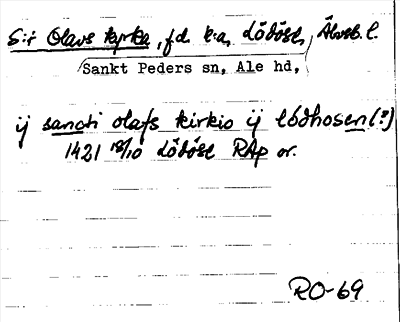 S:t Olavs kyrka, f.d. k:a, Lödöse, Älvsb. l.
Sankt Peders sn, Ale hd,
ij sancti olafs kirkio ij lödhosen (?)
1421 18/10 Lödöse RAp or.
RO-69